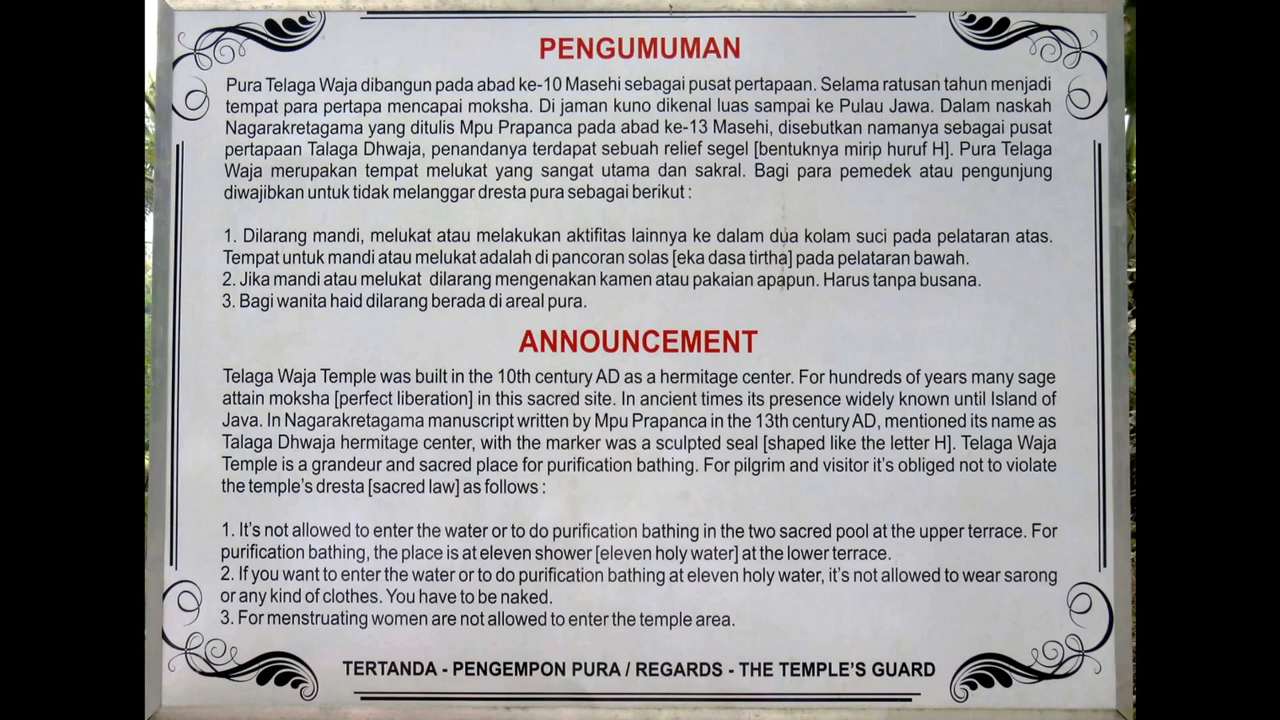 PENGUMUMAN
Pura Telaga Waja dibangun pada abad ke-10 Masehi sebagai pusat pertapaan. Selama ratusan tahun menjadi
tempat para pertapa mencapai moksha. Di jaman kuno dikenal luas sampai ke Pulau Jawa. Dalam naskah
Nagarakretagama yang ditulis Mpu Prapanca pada abad ke-13 Masehi, disebutkan namanya sebagai pusat
pertapaan Talaga Dhwaja, penandanya terdapat sebuah relief segel [bentuknya mirip huruf H]. Pura Telaga
Waja merupakan tempat melukat yang sangat utama dan sakral. Bagi para pemedek atau pengunjung
diwajibkan untuk tidak melanggar dresta pura sebagai berikut :
1. Dilarang mandi, melukat atau melakukan aktifitas lainnya ke dalam dua kolam suci pada pelataran atas.
Tempat untuk mandi atau melukat adalah di pancoran solas [eka dasa tirtha] pada pelataran bawah.
2. Jika mandi atau melukat dilarang mengenakan kamen atau pakaian apapun. Harus tanpa busana.
3. Bagi wanita haid dilarang berada di areal pura.
ANNOUNCEMENT
Telaga Waja Temple was built in the 10th century AD as a hermitage center. For hundreds of years many sage
attain moksha [perfect liberation] in this sacred site. In ancient times its presence widely known until Island of
Java. In Nagarakretagama manuscript written by Mpu Prapanca in the 13th century AD, mentioned its name as
Talaga Dhwaja hermitage center, with the marker was a sculpted seal [shaped like the letter H]. Telaga Waja
Temple is a grandeur and sacred place for purification bathing. For pilgrim and visitor it's obliged not to violate
the temple's dresta [sacred law] as follows :
1. It's not allowed to enter the water or to do purification bathing in the two sacred pool at the upper terrace. For
purification bathing, the place is at eleven shower [eleven holy water] at the lower terrace.
2. If you want to enter the water or to do purification bathing at eleven holy water, it's not allowed to wear sarong
or any kind of clothes. You have to be naked.
3. For menstruating women are not allowed to enter the temple area.
TERTANDA - PENGEMPON PURA / REGARDS - THE TEMPLE'S GUARD